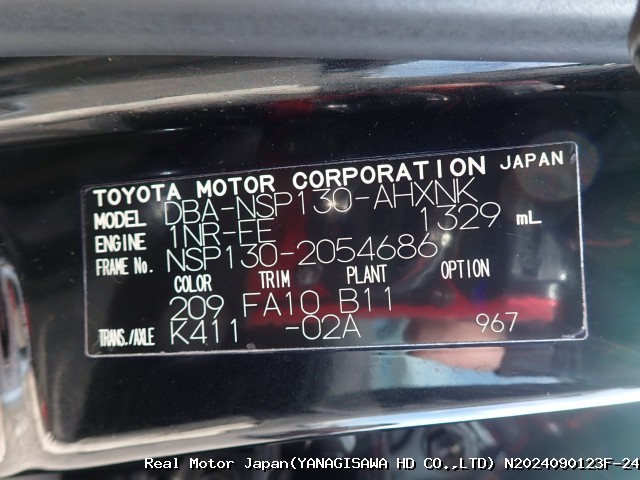 TOYOTA MOTOR CORPORATION JAPAN
MODEL DBA-NSP130-AHXNK
ENGINE 1NR-FE 1329 mL
FRAME No. NSP130-2054686
COLOR TRIM PLANT OPTION
209 FA10 B11
TRANS./AXLE K411 -02A 967
Real Motor Japan(YANAGISAWA HD CO.,LTD) N2024090123F-24